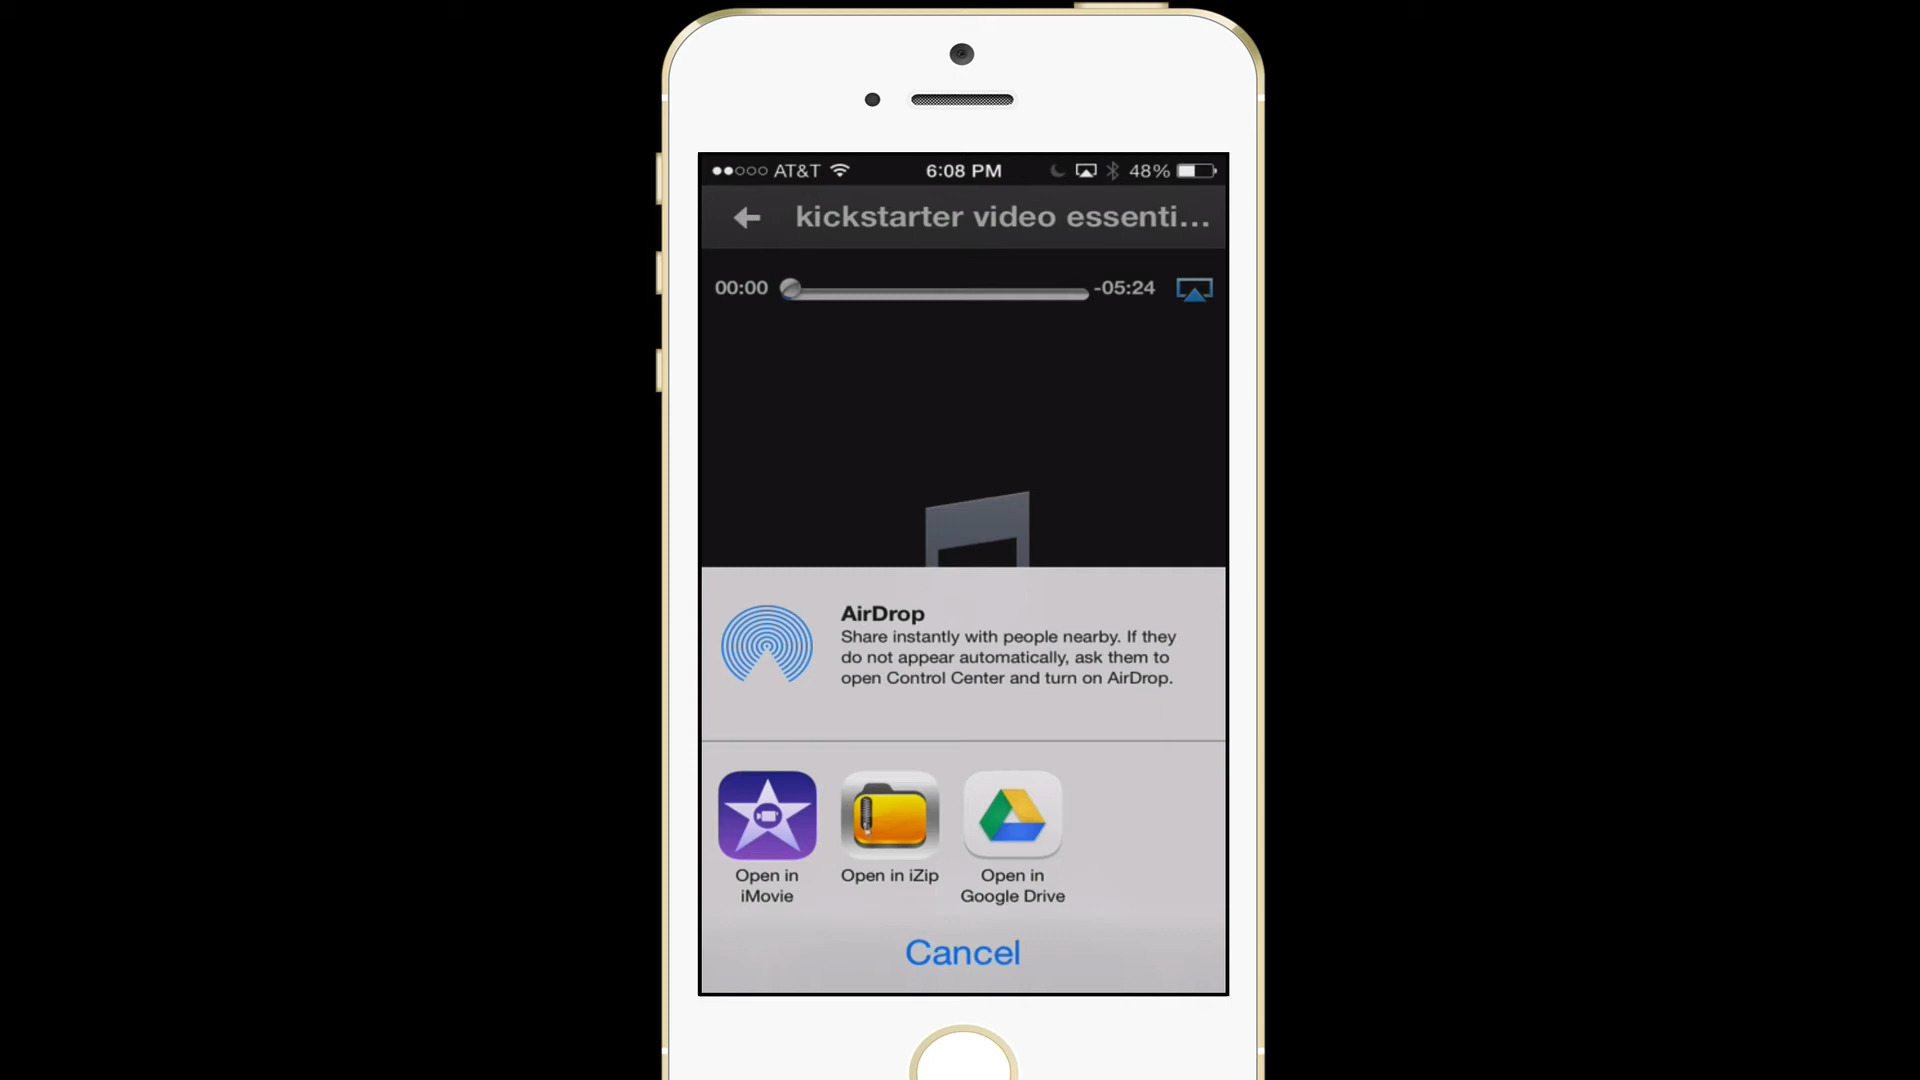 AT&T 6:08 PM 48%
kickstarter video essenti...
00:00 -05:24
AirDrop
Share instantly with people nearby. If they
do not appear automatically, ask them to
open Control Center and turn on AirDrop.
Open in
iMovie
Open in iZip
Open in
Google Drive
Cancel